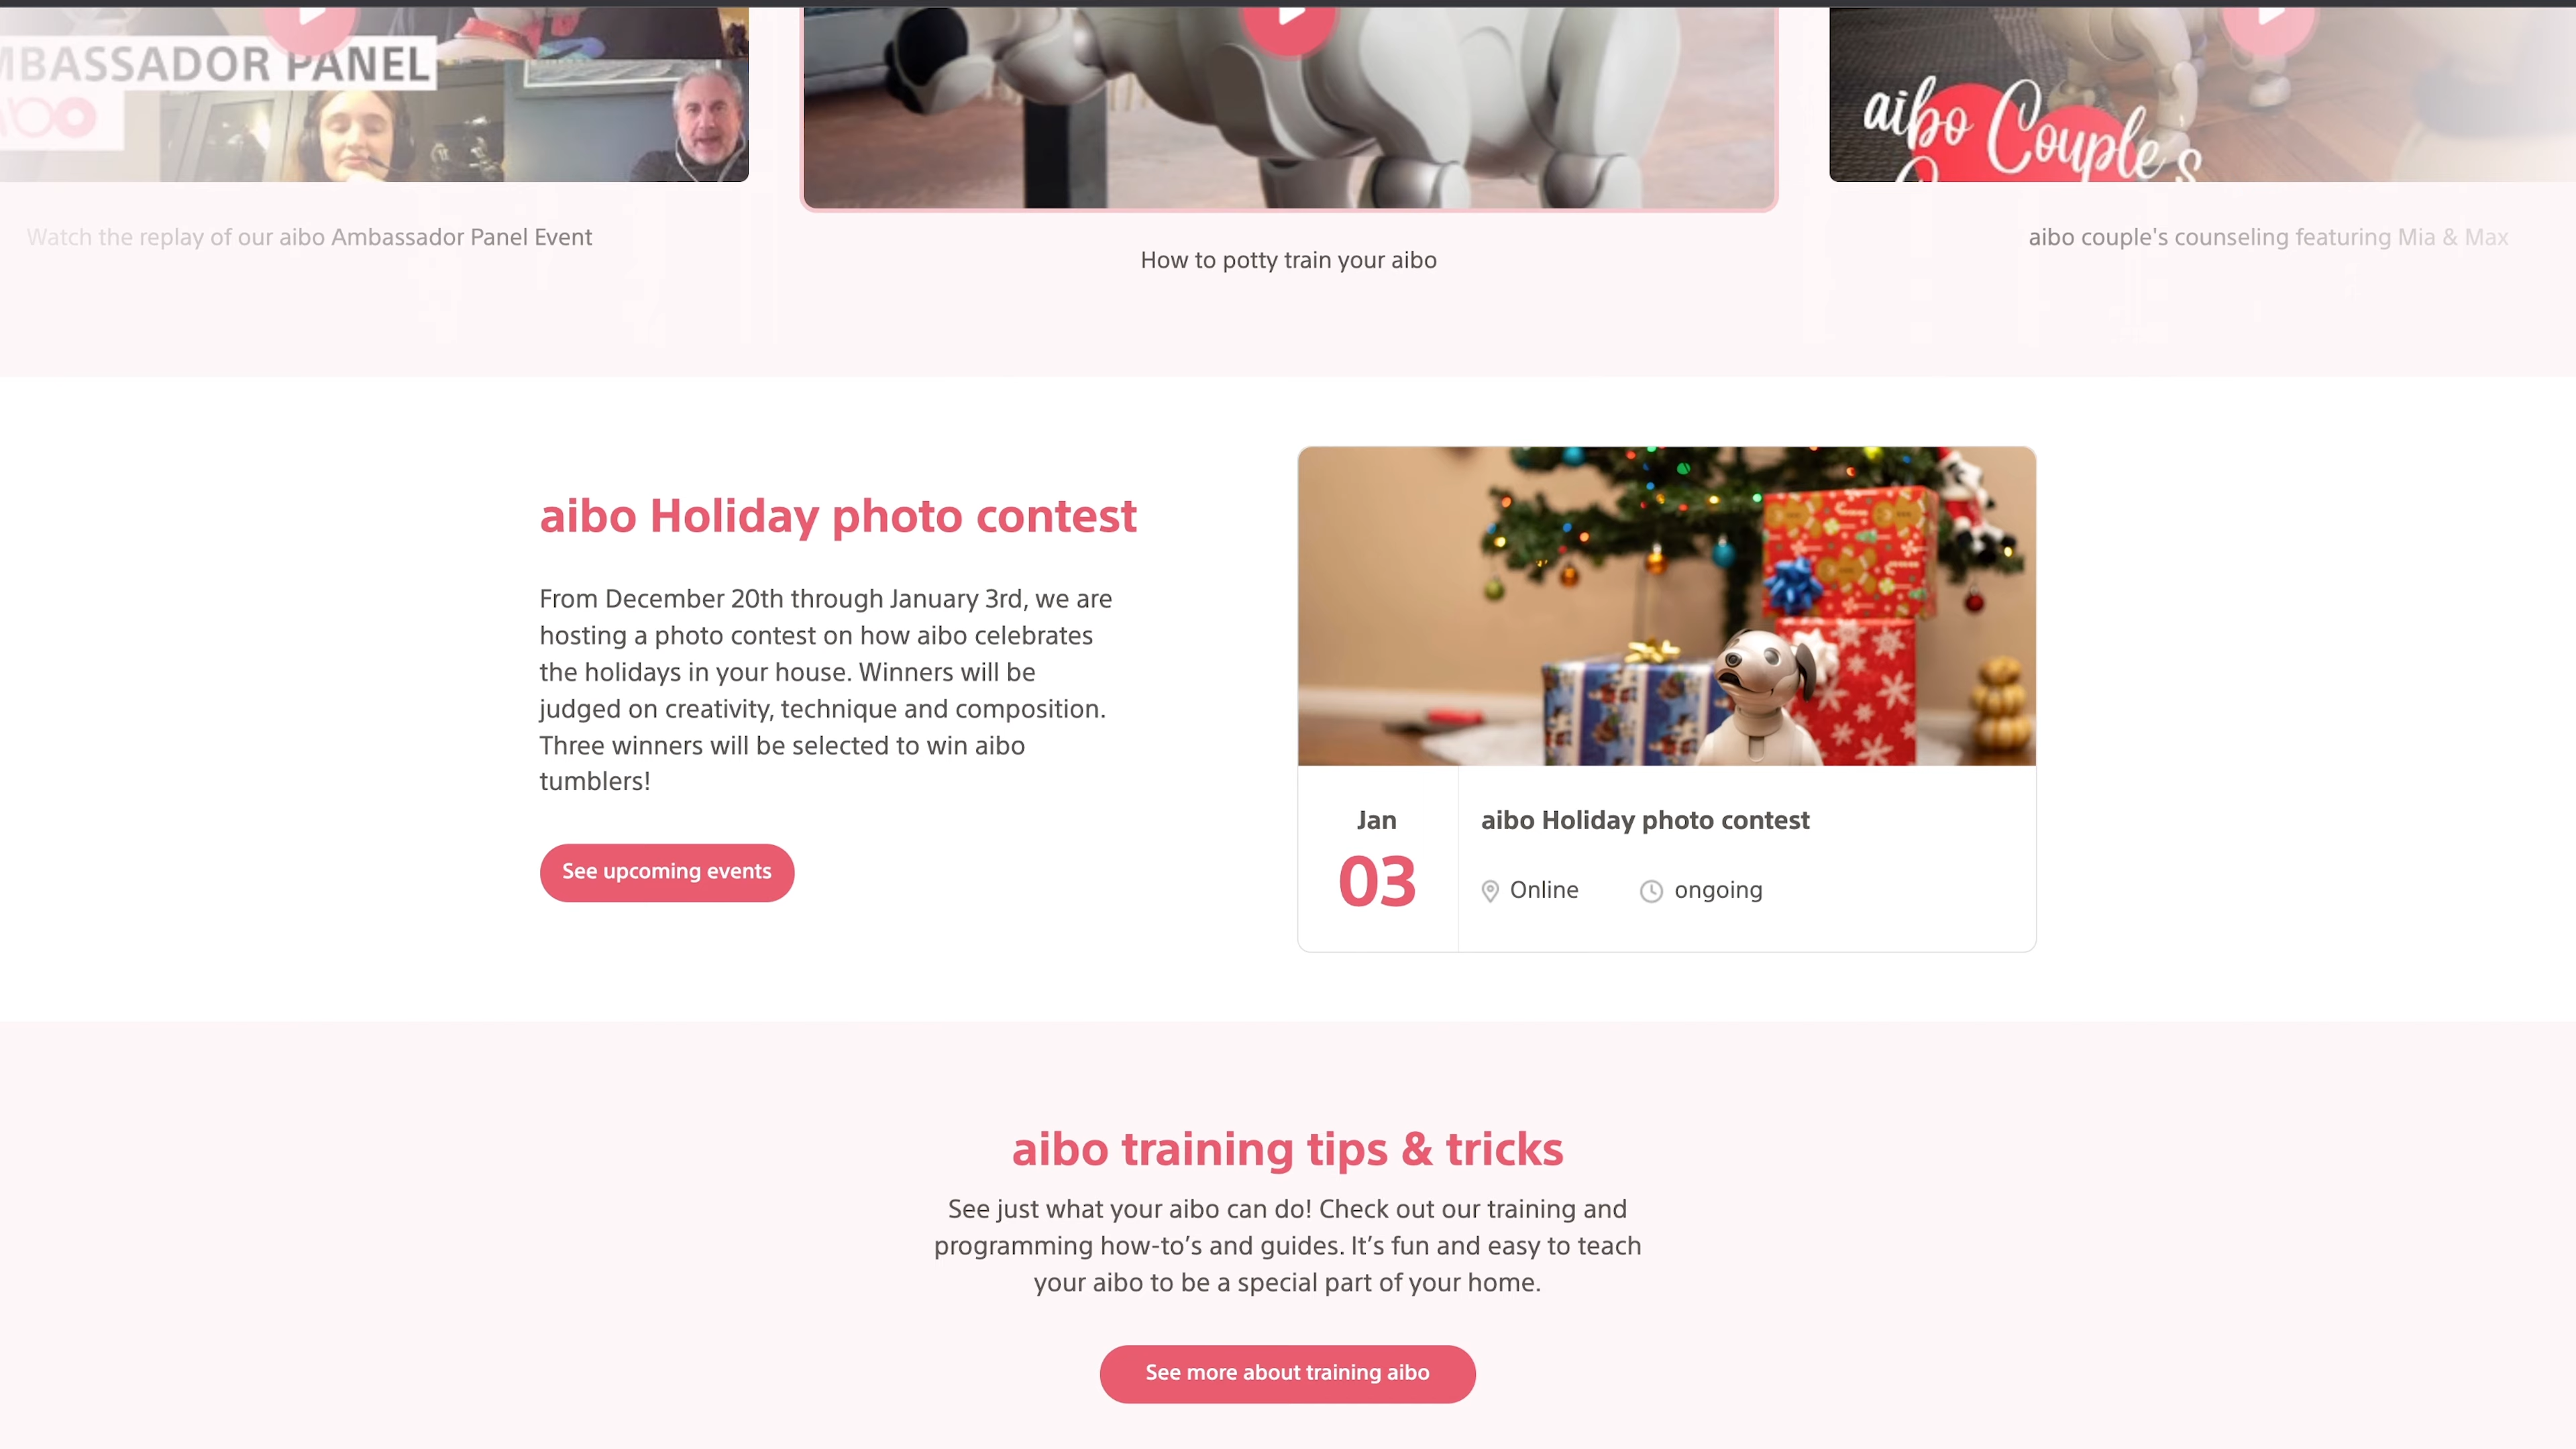 AMBASSADOR PANEL
aibo Couple's
Watch the replay of our aibo Ambassador Panel Event
How to potty train your aibo
aibo couple's counseling featuring Mia & Max
aibo Holiday photo contest
From December 20th through January 3rd, we are
hosting a photo contest on how aibo celebrates
the holidays in your house. Winners will be
judged on creativity, technique and composition.
Three winners will be selected to win aibo
tumblers!
See upcoming events
Jan
03
aibo Holiday photo contest
Online
ongoing
aibo training tips & tricks
See just what your aibo can do! Check out our training and
programming how-to’s and guides. It’s fun and easy to teach
your aibo to be a special part of your home.
See more about training aibo